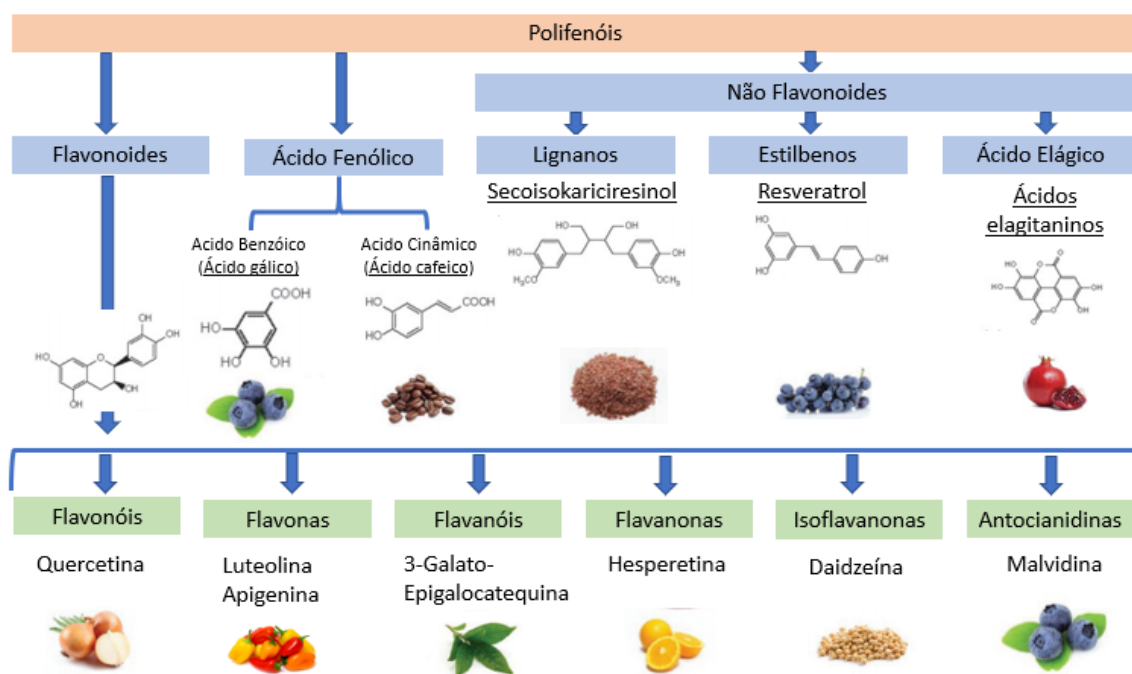 Polifenóis
Não Flavonoides
Flavonoides
Ácido Fenólico
Lignanos
Estilbenos
Ácido Elágico
Secoisokariciresinol
Resveratrol
Ácidos
elagitaninos
Acido Benzóico
(Ácido gálico)
Acido Cinâmico
(Ácido cafeico)
COOH
HO
HO
OH
HO
HO
COOH
HO
OH
HO
H₃CO
OH
OCH₃
HO
HO
OH
HO
HO
O
O
O
O
OH
OH
HO
O
OH
OH
OH
OH
Flavonóis
Flavonas
Flavanóis
Flavanonas
Isoflavanonas
Antocianidinas
Quercetina
Luteolina
Apigenina
3-Galato-
Epigalocatequina
Hesperetina
Daidzeína
Malvidina